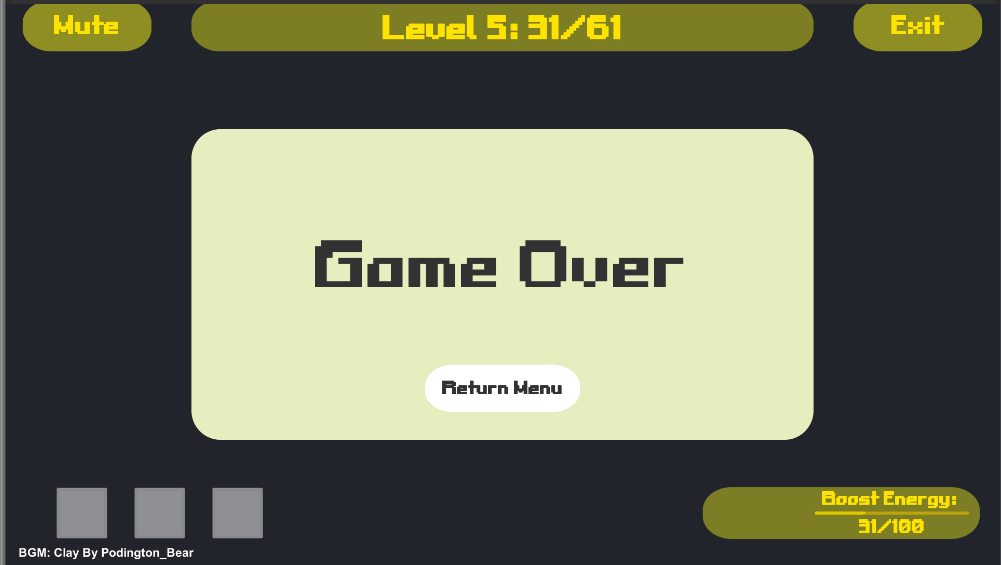 Mute
Level 5: 31/61
Exit
Game Over
Return Menu
Boost Energy:
31/100
BGM: Clay By Podington_Bear